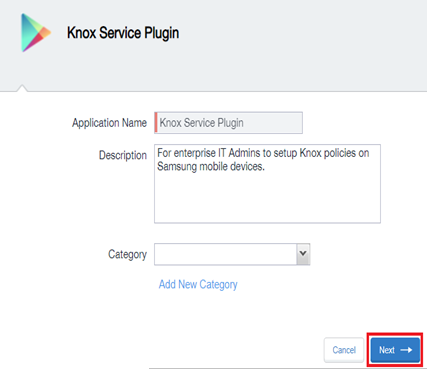 Knox Service Plugin
Application Name Knox Service Plugin
Description For enterprise IT Admins to setup Knox policies on
Samsung mobile devices.
Category
Add New Category
Cancel Next →